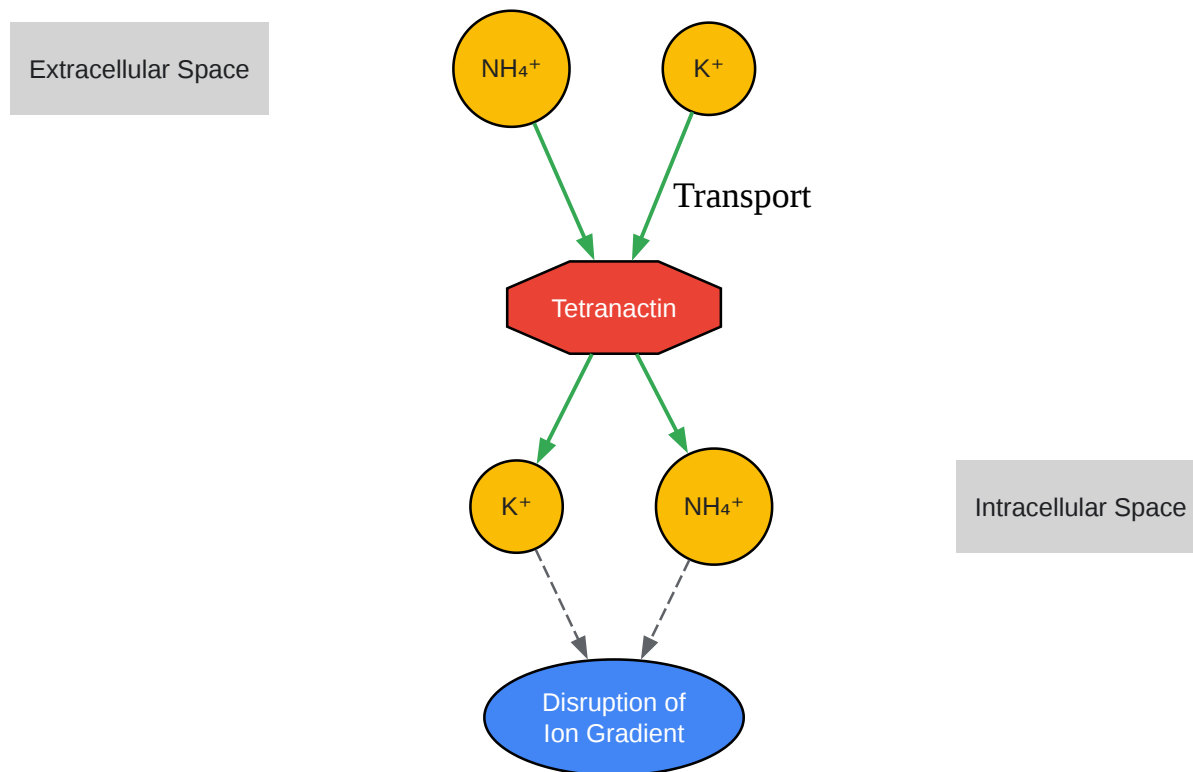 Extracellular Space
NH₄⁺
K⁺
Transport
Tetranactin
K⁺
NH₄⁺
Intracellular Space
Disruption of
Ion Gradient